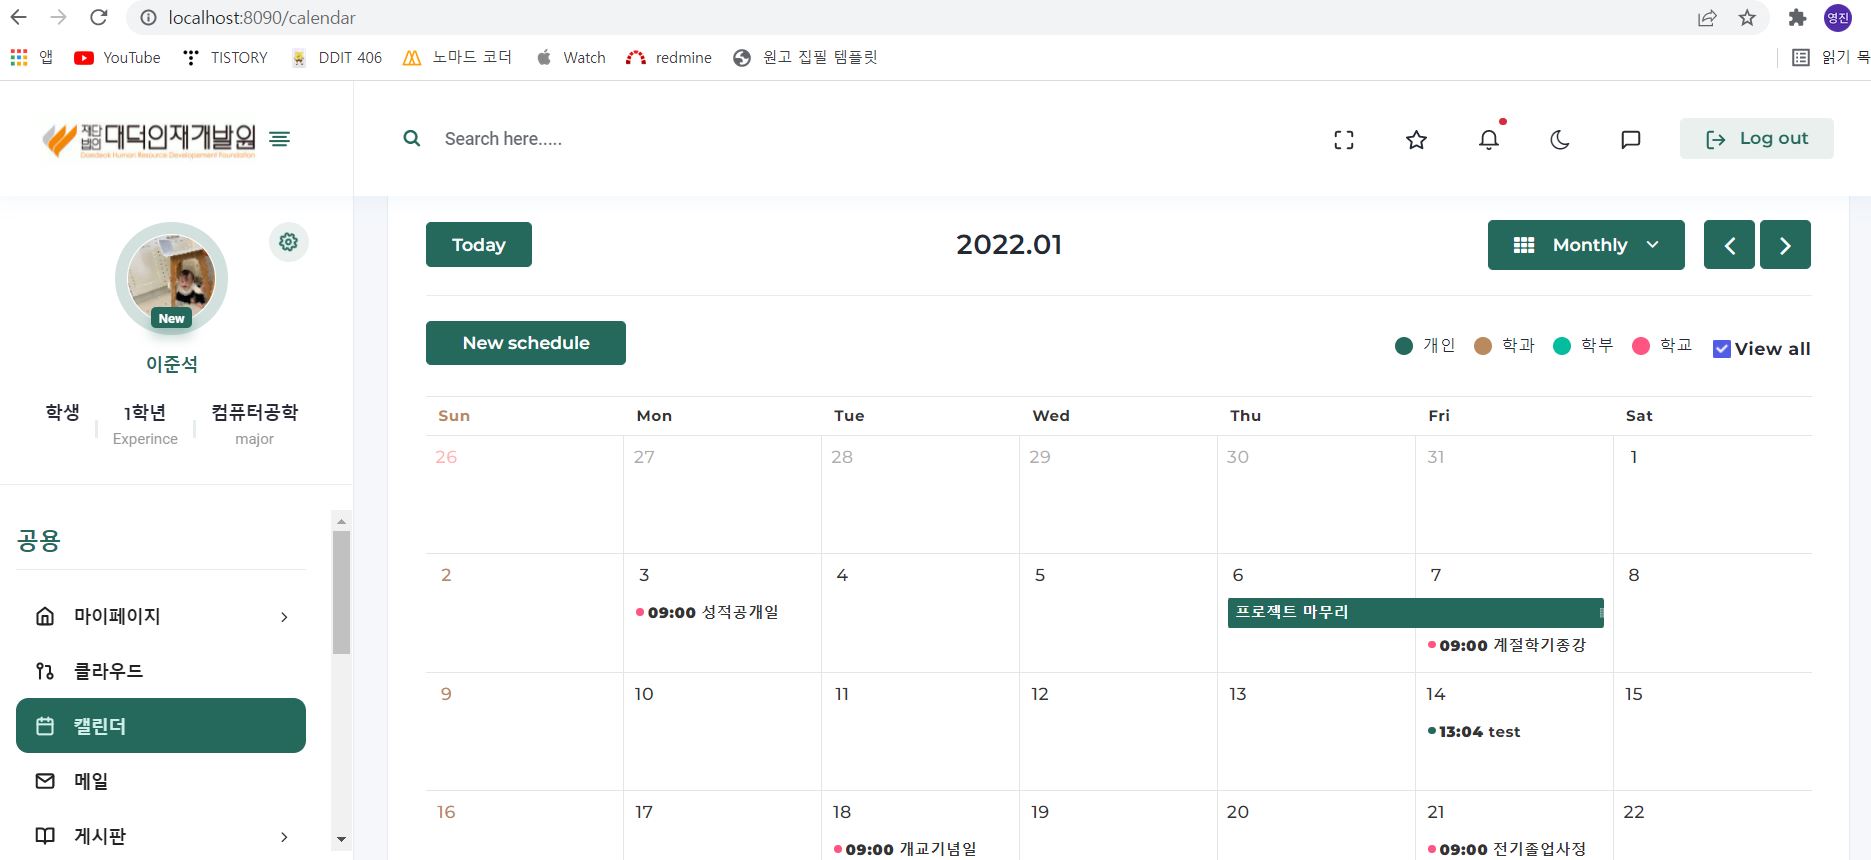 localhost:8090/calendar
영진
앱 YouTube TISTORY DDIT 406 노마드 코더 Watch redmine 원고 집필 템플릿 읽기 목
재단법인 대덕인재개발원
Daedeok Human Resource Developement Foundation
Search here.....
Log out
New
이준석
학생 1학년 컴퓨터공학
Experince major
공용
마이페이지
클라우드
캘린더
메일
게시판
Today 2022.01 Monthly
New schedule 개인 학과 학부 학교 View all
Sun Mon Tue Wed Thu Fri Sat
26 27 28 29 30 31 1
2 3 4 5 6 7 8
09:00 성적공개일 프로젝트 마무리
09:00 계절학기종강
9 10 11 12 13 14 15
13:04 test
16 17 18 19 20 21 22
09:00 개교기념일 09:00 전기졸업사정